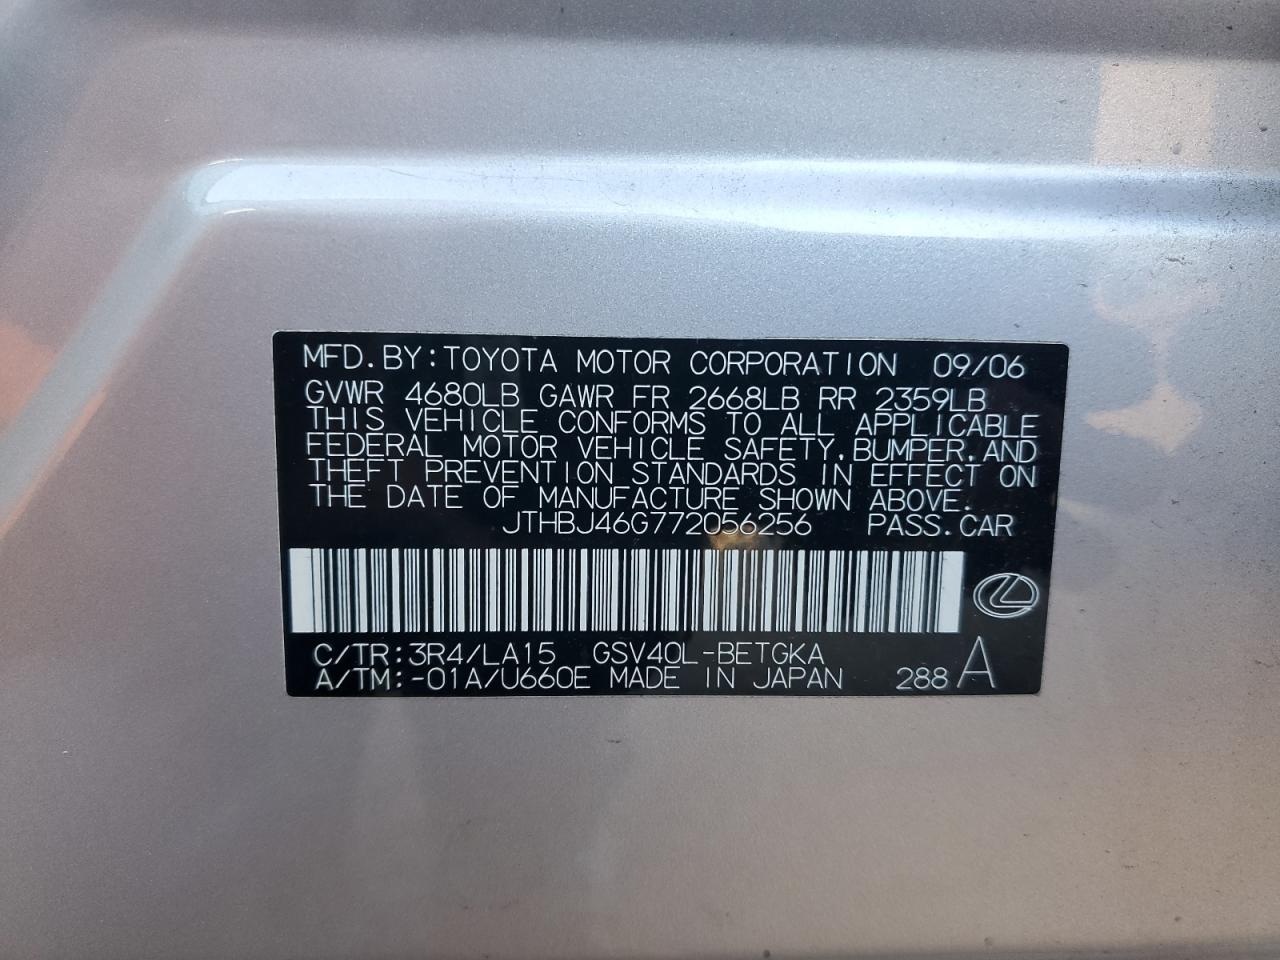 MFD.BY:TOYOTA MOTOR CORPORATION 09/06
GVWR 4680LB GAWR FR 2668LB RR 2359LB
THIS VEHICLE CONFORMS TO ALL APPLICABLE
FEDERAL MOTOR VEHICLE SAFETY,BUMPER,AND
THEFT PREVENTION STANDARDS IN EFFECT ON
THE DATE OF MANUFACTURE SHOWN ABOVE.
JTHBJ46G772056256 PASS.CAR
C/TR:3R4/LA15 GSV40L-BETGKA
A/TM:-01A/U660E MADE IN JAPAN 288 A